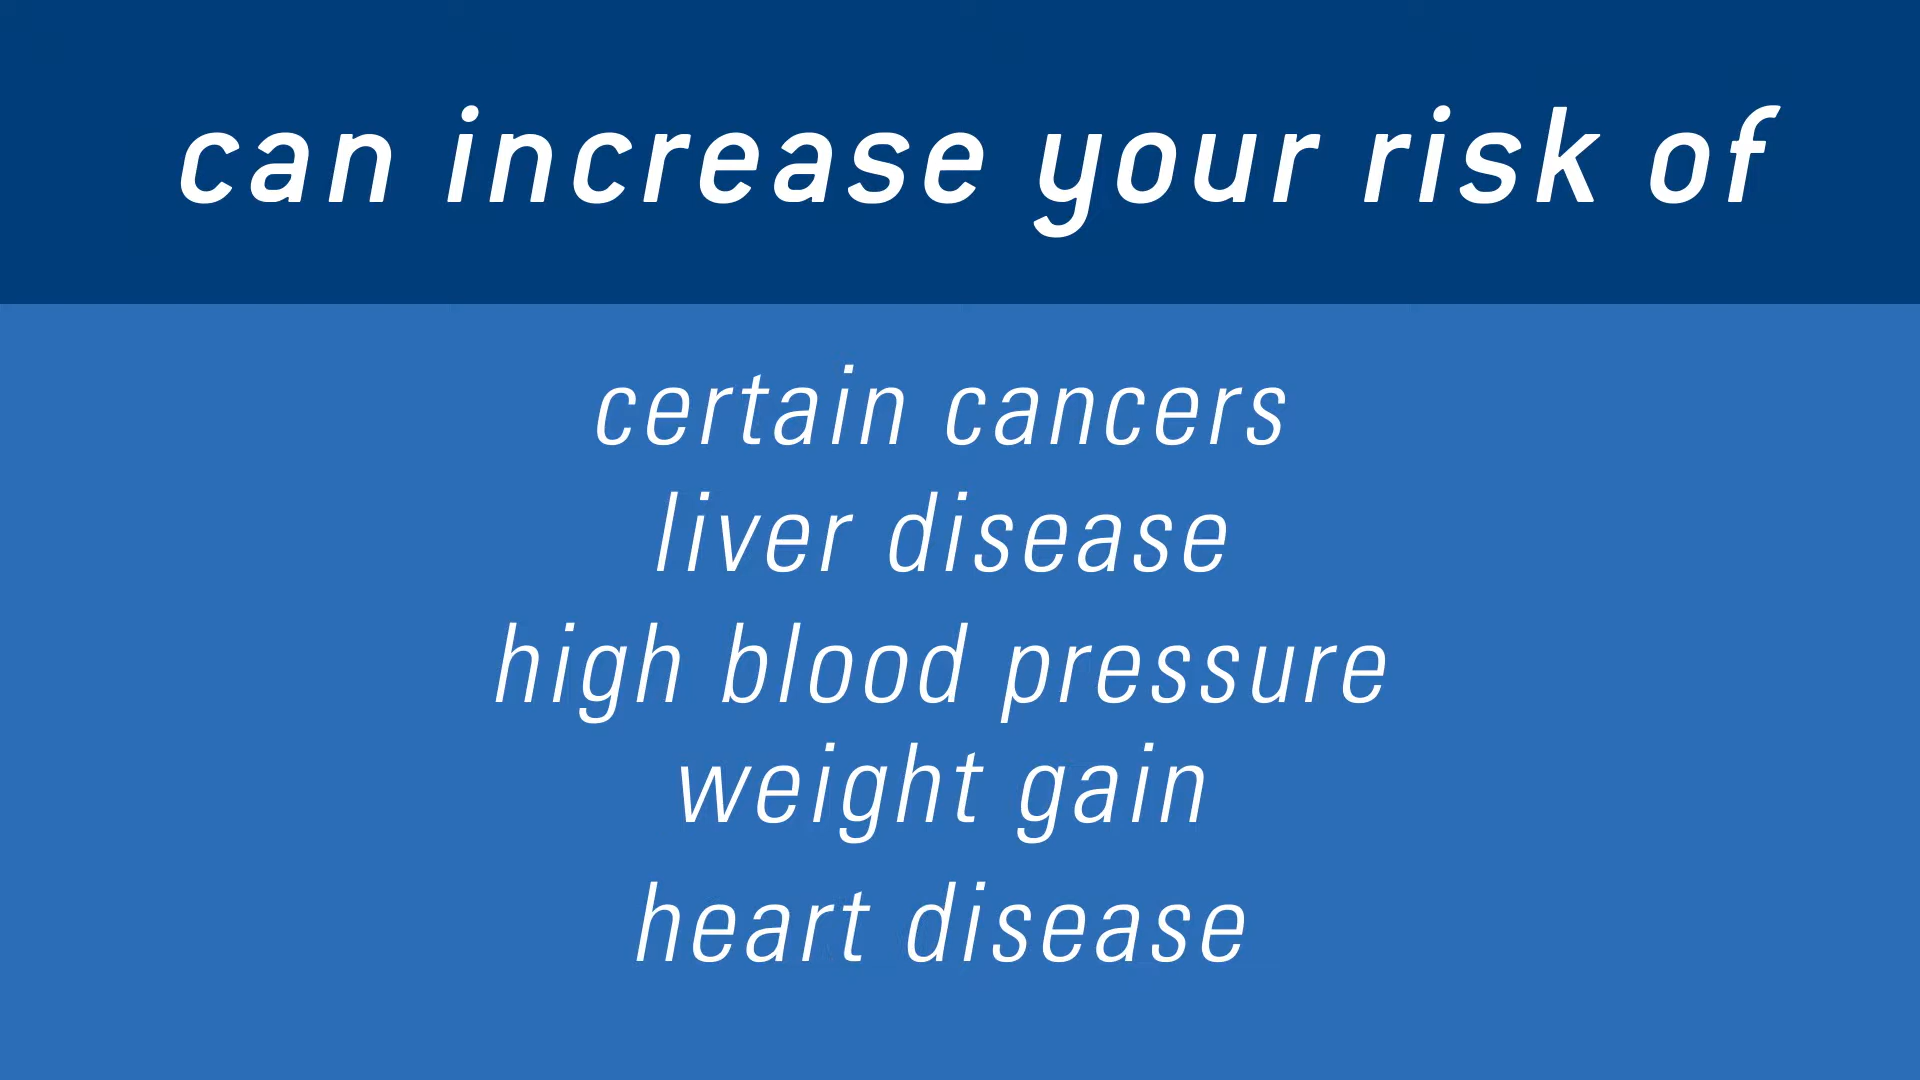 can increase your risk of
certain cancers
liver disease
high blood pressure
weight gain
heart disease